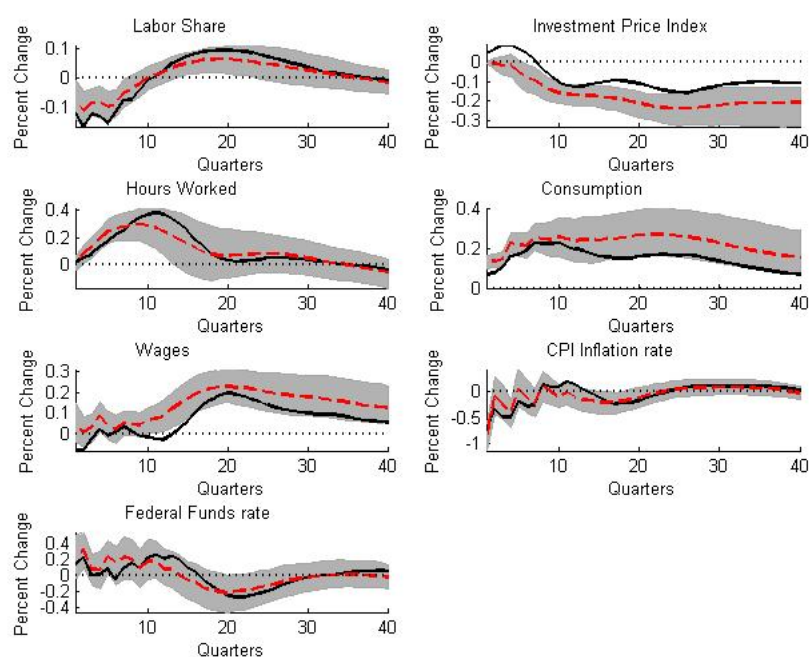 Labor Share
Percent Change
0.1
0
-0.1
10
20
30
40
Quarters
Investment Price Index
Percent Change
0
-0.1
-0.2
-0.3
10
20
30
40
Quarters
Hours Worked
Percent Change
0.4
0.2
0
10
20
30
40
Quarters
Consumption
Percent Change
0.4
0.2
0
10
20
30
40
Quarters
Wages
Percent Change
0.3
0.2
0.1
0
10
20
30
40
Quarters
CPI Inflation rate
Percent Change
0
-0.5
-1
10
20
30
40
Quarters
Federal Funds rate
Percent Change
0.4
0.2
0
-0.2
-0.4
10
20
30
40
Quarters